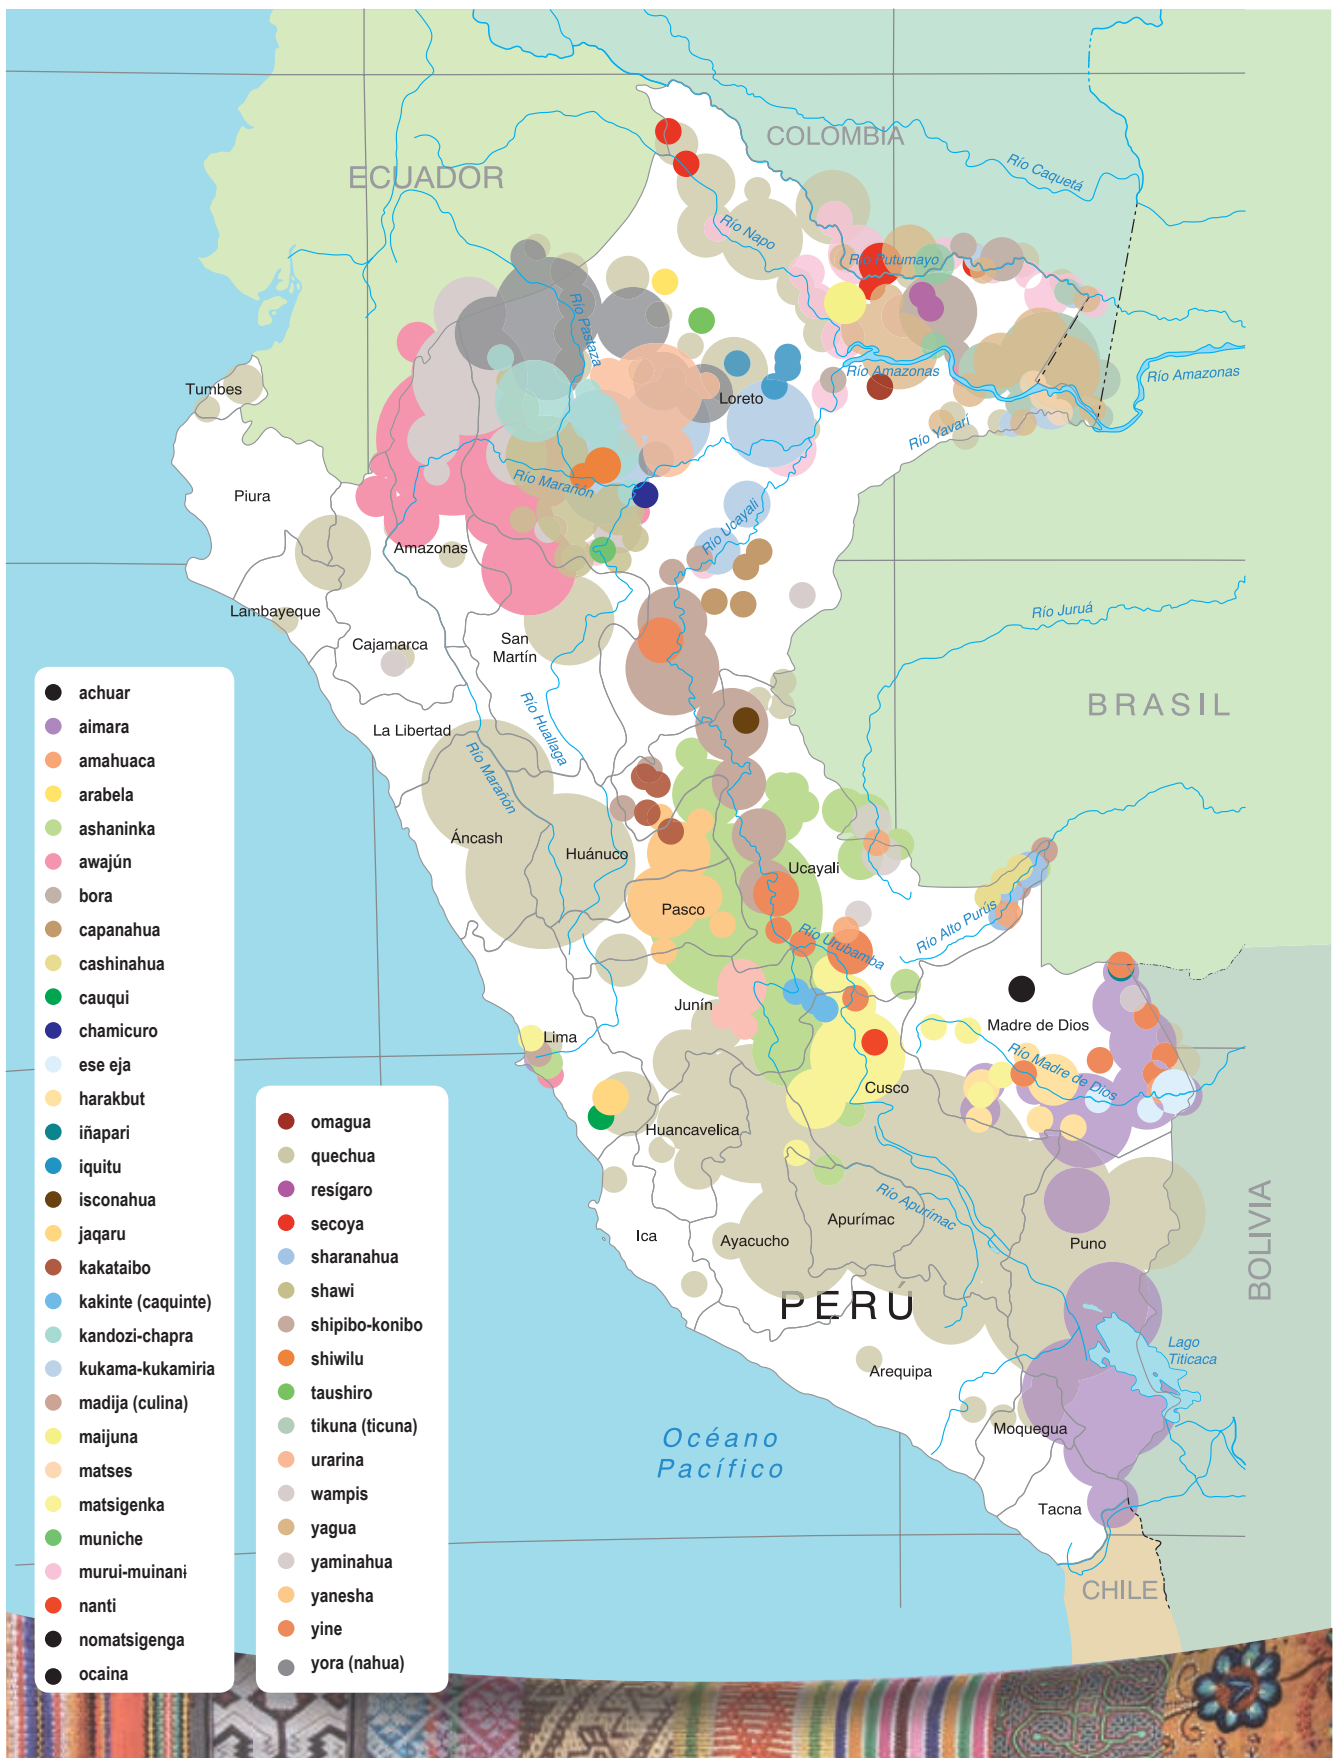 COLOMBIA
ECUADOR
Río Caquetá
Río Napo
Río Putumayo
Río Pastaza
Río Amazonas
Río Amazonas
Tumbes
Loreto
Río Yavarí
Río Marañón
Piura
Río Ucayali
Amazonas
Lambayeque
Río Juruá
Cajamarca
San
Martín
BRASIL
Río Huallaga
La Libertad
Río Marañón
Áncash
Huánuco
Ucayali
Pasco
Río Alto Purús
Río Urubamba
Junín
Madre de Dios
Lima
Río Madre de Dios
Cusco
Huancavelica
Río Apurímac
Apurímac
BOLIVIA
Ica
Ayacucho
Puno
PERÚ
Lago
Titicaca
Arequipa
Moquegua
Océano
Pacífico
Tacna
CHILE
achuar
aimara
amahuaca
arabela
ashaninka
awajún
bora
capanahua
cashinahua
cauqui
chamicuro
ese eja
harakbut
iñapari
iquitu
isconahua
jaqaru
kakataibo
kakinte (caquinte)
kandozi-chapra
kukama-kukamiria
madija (culina)
maijuna
matses
matsigenka
muniche
murui-muinanɨ
nanti
nomatsigenga
ocaina
omagua
quechua
resígaro
secoya
sharanahua
shawi
shipibo-konibo
shiwilu
taushiro
tikuna (ticuna)
urarina
wampis
yagua
yaminahua
yanesha
yine
yora (nahua)